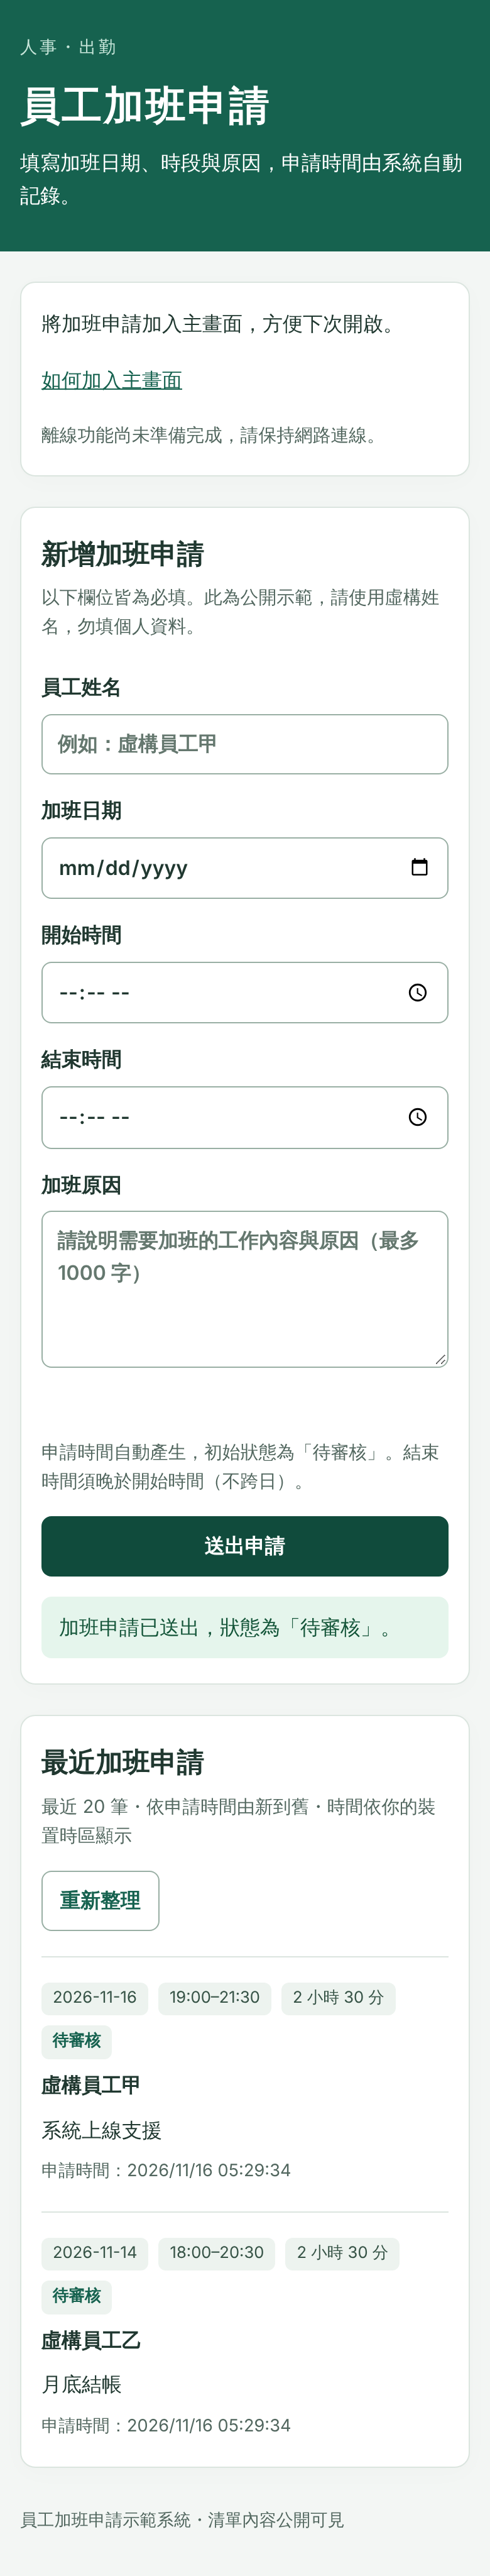 人事・出勤
員工加班申請
填寫加班日期、時段與原因，申請時間由系統自動
記錄。
將加班申請加入主畫面，方便下次開啟。
如何加入主畫面
離線功能尚未準備完成，請保持網路連線。
新增加班申請
以下欄位皆為必填。此為公開示範，請使用虛構姓
名，勿填個人資料。
員工姓名
例如：虛構員工甲
加班日期
mm/dd/yyyy
開始時間
--:-- --
結束時間
--:-- --
加班原因
請說明需要加班的工作內容與原因（最多
1000 字）
申請時間自動產生，初始狀態為「待審核」。結束
時間須晚於開始時間（不跨日）。
送出申請
加班申請已送出，狀態為「待審核」。
最近加班申請
最近 20 筆・依申請時間由新到舊・時間依你的裝
置時區顯示
重新整理
2026-11-16 19:00–21:30 2 小時 30 分
待審核
虛構員工甲
系統上線支援
申請時間：2026/11/16 05:29:34
2026-11-14 18:00–20:30 2 小時 30 分
待審核
虛構員工乙
月底結帳
申請時間：2026/11/16 05:29:34
員工加班申請示範系統・清單內容公開可見